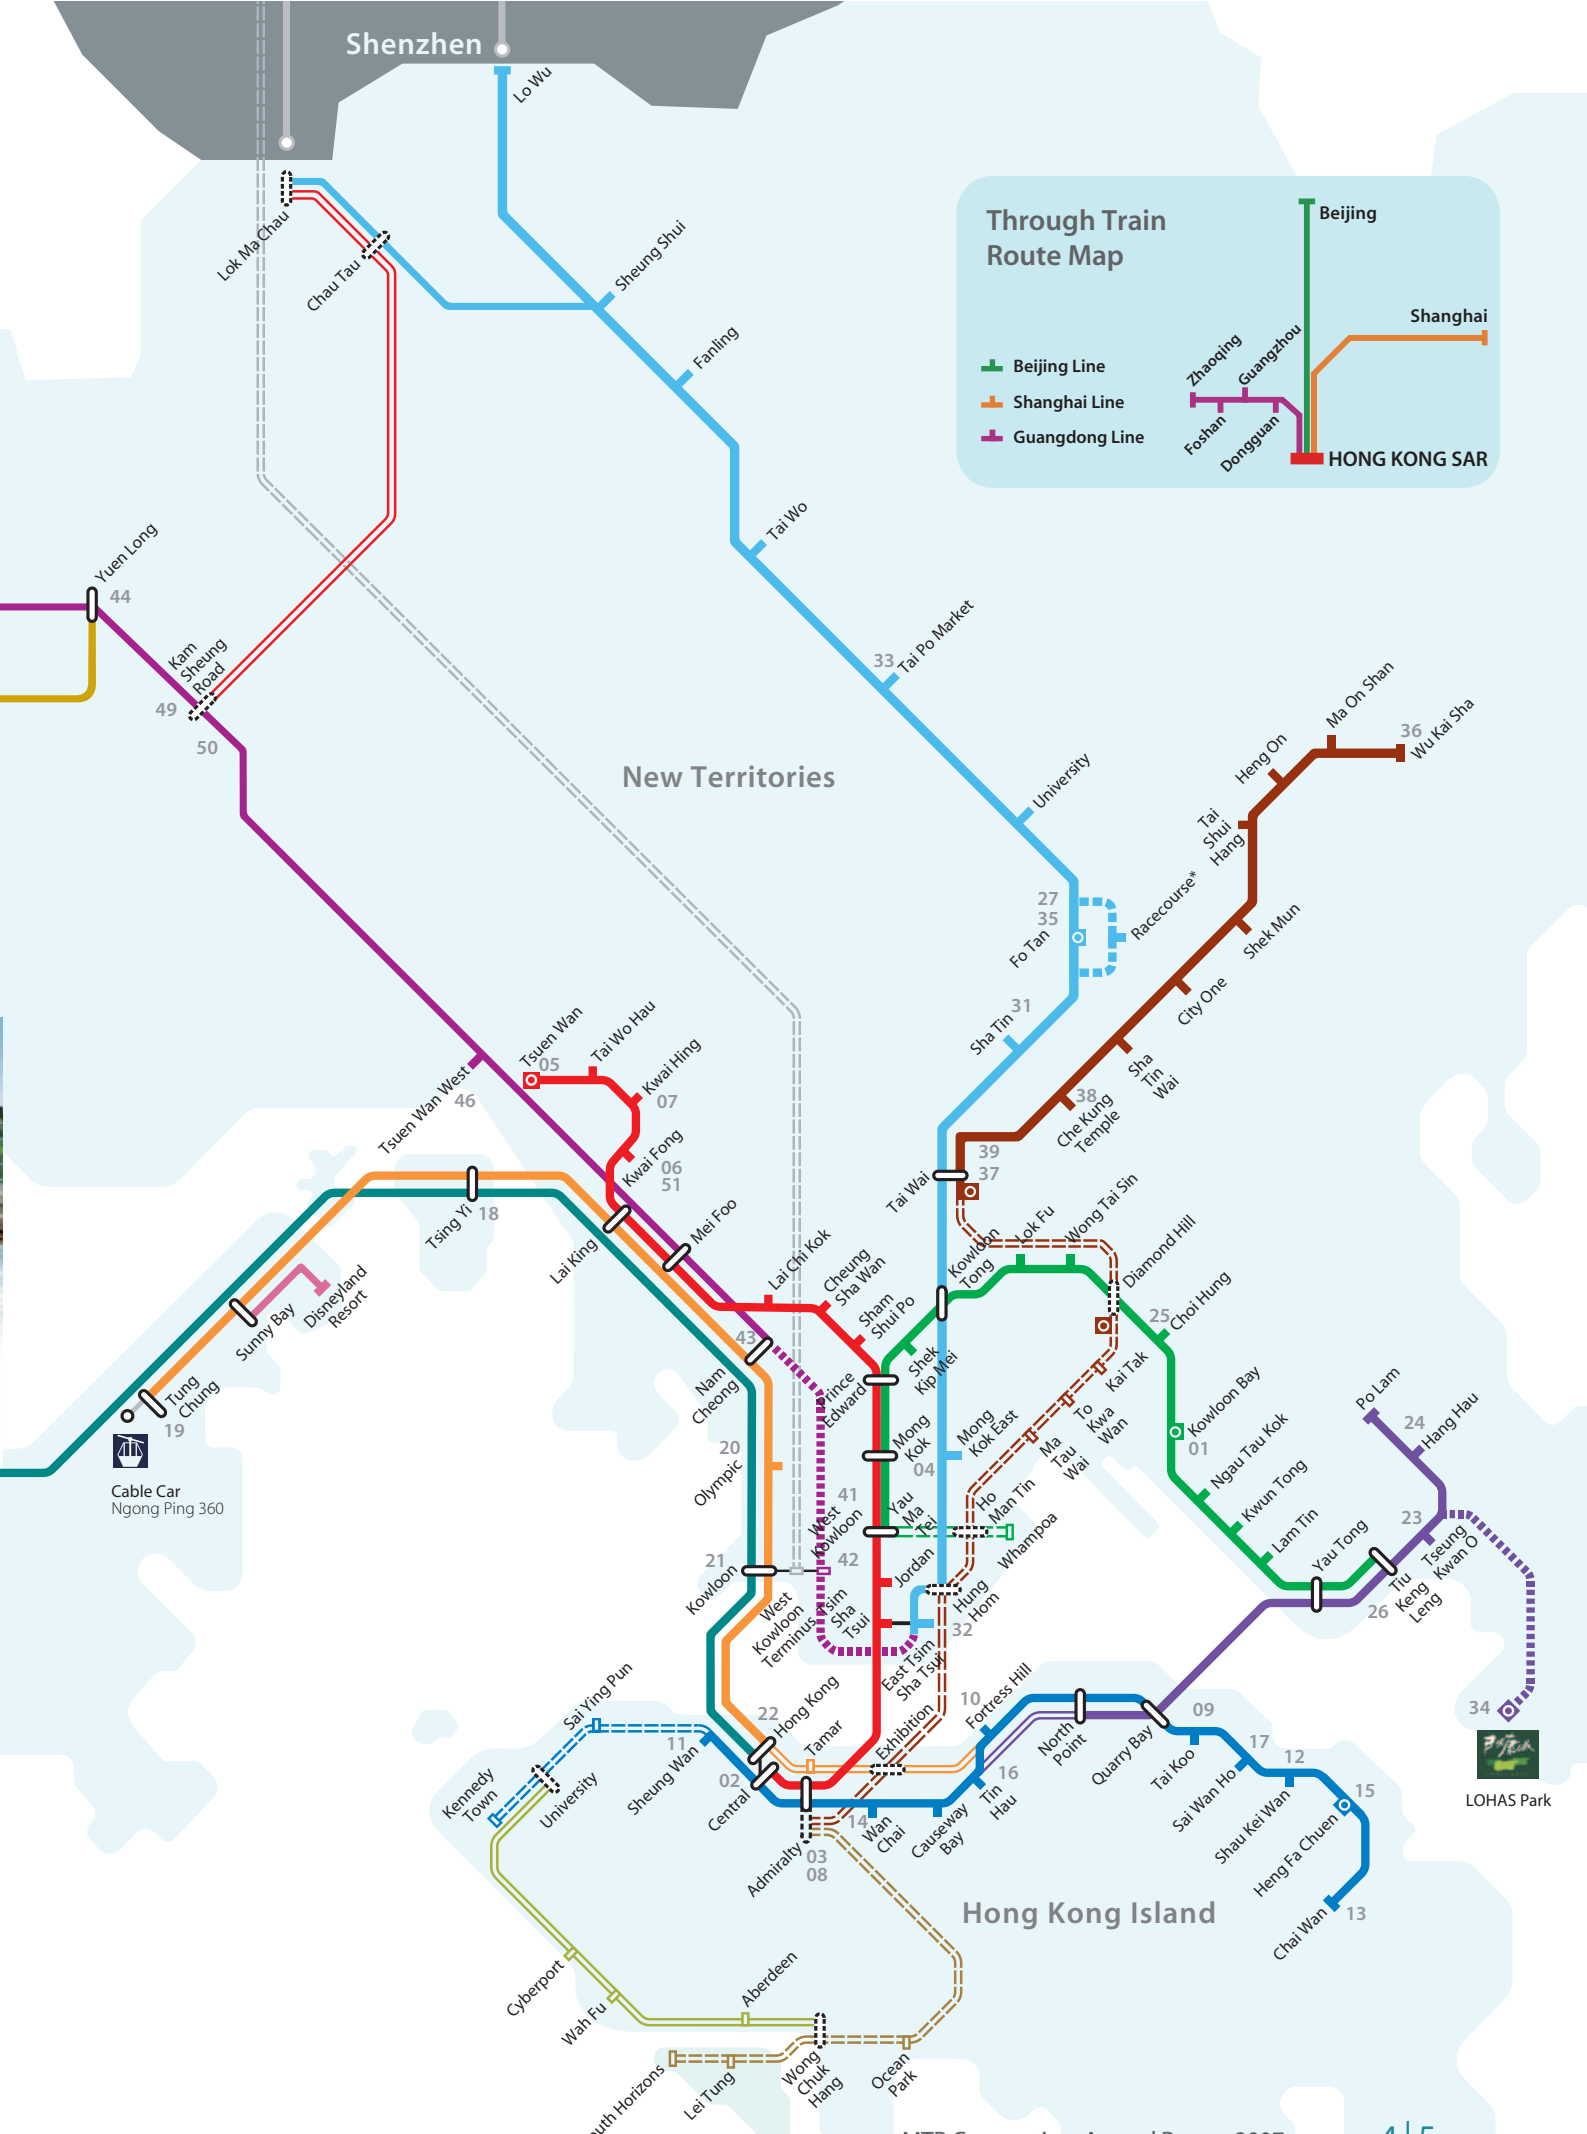 Shenzhen
Lo Wu
Lok Ma Chau
Chau Tau
Sheung Shui
Fanling
Through Train
Route Map
Beijing
Shanghai
Zhaoqing
Guangzhou
Foshan
Dongguan
HONG KONG SAR
Beijing Line
Shanghai Line
Guangdong Line
Tai Wo
Yuen Long
44
Kam
Sheung
Road
49
50
33
Tai Po Market
New Territories
University
Ma On Shan
36
Wu Kai Sha
Heng On
Tai
Shui
Hang
27
35
Fo Tan
Racecourse*
Shek Mun
City One
31
Sha Tin
Sha
Tin
Wai
38
Che Kung
Temple
Tsuen Wan
05
Tai Wo Hau
Kwai Hing
07
Tsuen Wan West
46
Kwai Fong
06
51
39
37
Tai Wai
Tsing Yi
18
Lai King
Mei Foo
Lai Chi Kok
Cheung
Sha Wan
Sham
Shui Po
Kowloon
Tong
Lok Fu
Wong Tai Sin
Diamond Hill
25
Choi Hung
Sunny Bay
Disneyland
Resort
43
Nam
Cheong
Prince
Edward
Shek
Kip Mei
Kai Tak
To
Kwa
Wan
Ma
Tau
Wai
Tung
Chung
19
Cable Car
Ngong Ping 360
20
Olympic
Mong
Kok
04
Mong
Kok East
Kowloon Bay
01
Ngau Tau Kok
Kwun Tong
Lam Tin
Yau Tong
Po Lam
24
Hang Hau
23
Tseung
Kwan O
Tiu
Keng
Leng
26
41
West
Kowloon
42
Yau
Ma
Tei
Ho
Man Tin
Whampoa
21
Kowloon
West
Kowloon
Terminus
Jordan
Tsim
Sha
Tsui
Hung
Hom
32
East Tsim
Sha Tsui
34
LOHAS Park
Sai Ying Pun
11
Sheung Wan
22
Hong Kong
Tamar
Exhibition
10
Fortress Hill
North
Point
Quarry Bay
09
Tai Koo
17
Sai Wan Ho
12
Shau Kei Wan
15
Heng Fa Chuen
Chai Wan
13
Kennedy
Town
University
02
Central
Admiralty
03
08
14
Wan
Chai
Causeway
Bay
16
Tin
Hau
Hong Kong Island
Cyberport
Wah Fu
Aberdeen
Wong
Chuk
Hang
Ocean
Park
Lei Tung
uth Horizons